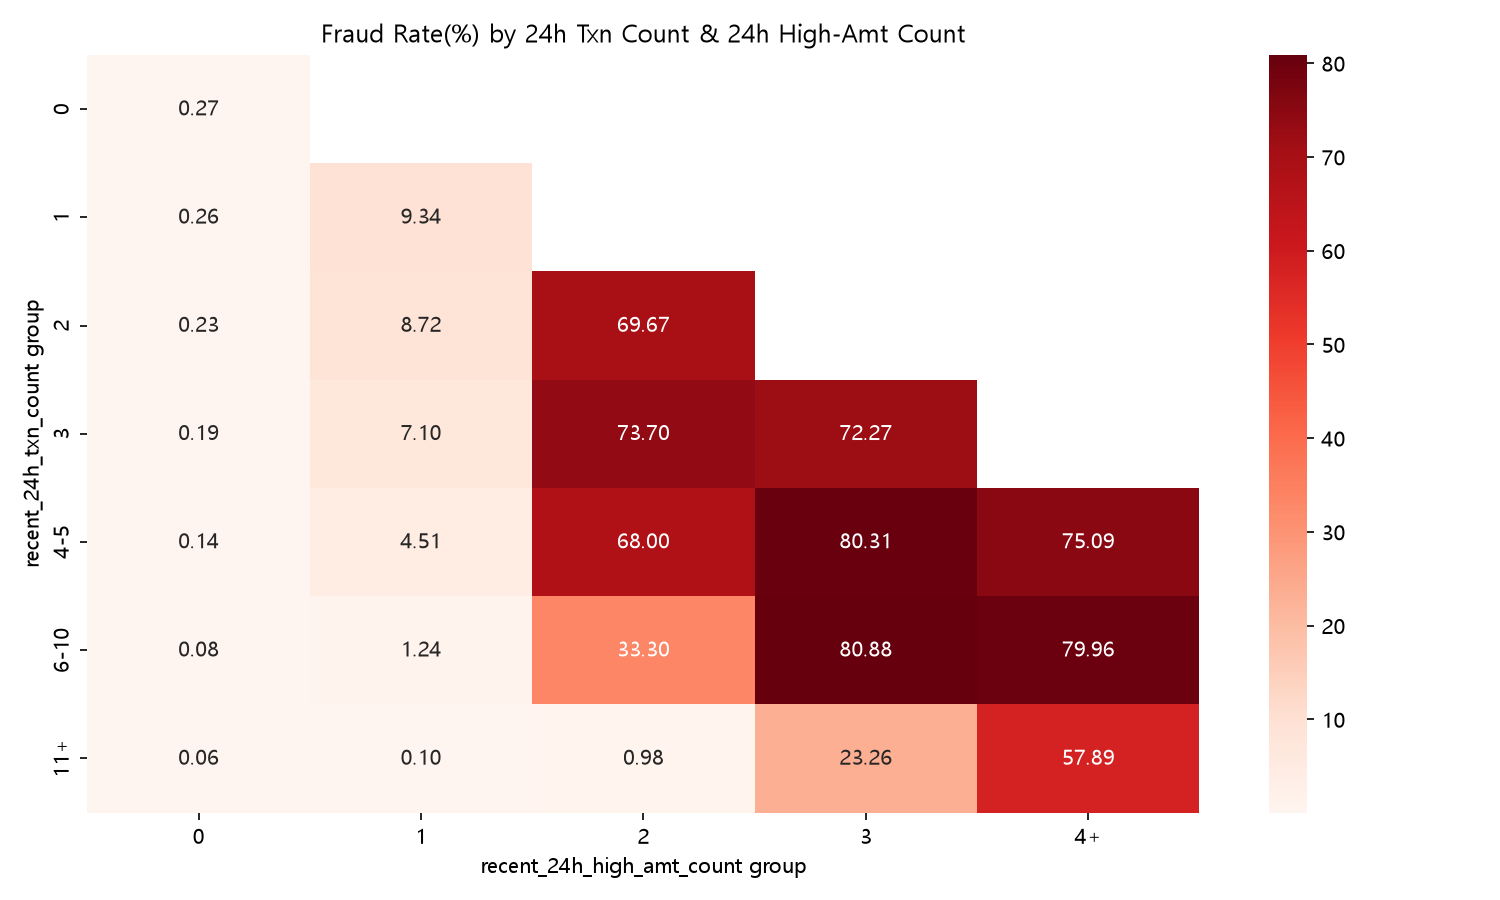 Fraud Rate(%) by 24h Txn Count & 24h High-Amt Count
recent_24h_txn_count group
0 0.27
1 0.26 9.34
2 0.23 8.72 69.67
3 0.19 7.10 73.70 72.27
4-5 0.14 4.51 68.00 80.31 75.09
6-10 0.08 1.24 33.30 80.88 79.96
11+ 0.06 0.10 0.98 23.26 57.89
0 1 2 3 4+
recent_24h_high_amt_count group
80
70
60
50
40
30
20
10